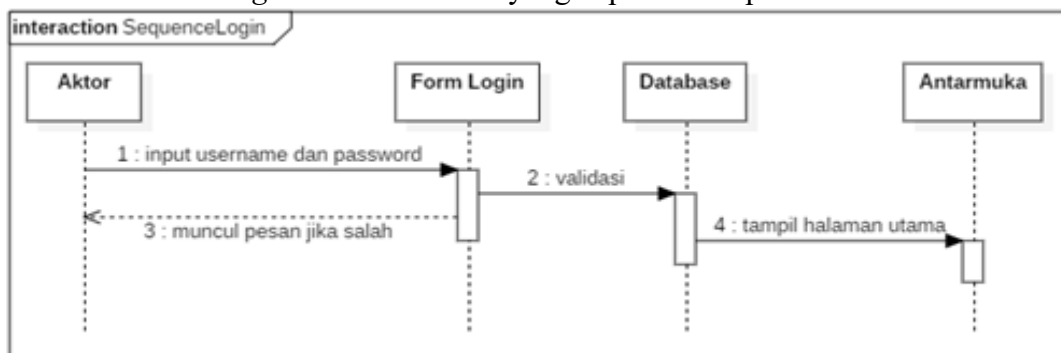 interaction SequenceLogin
Aktor
Form Login
Database
Antarmuka
1 : input username dan password
2 : validasi
3 : muncul pesan jika salah
4 : tampil halaman utama